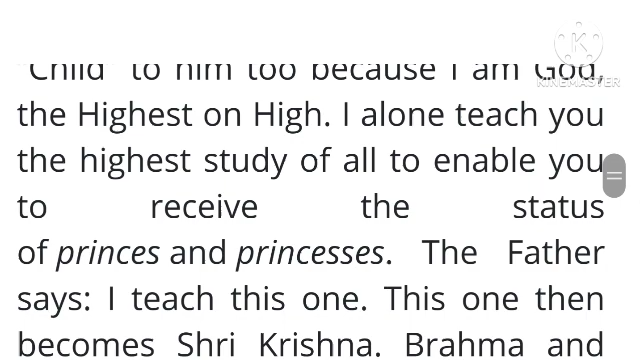 "Child" to him too because I am God,
the Highest on High. I alone teach you
the highest study of all to enable you
to receive the status
of princes and princesses. The Father
says: I teach this one. This one then
becomes Shri Krishna. Brahma and
KINEMASTER